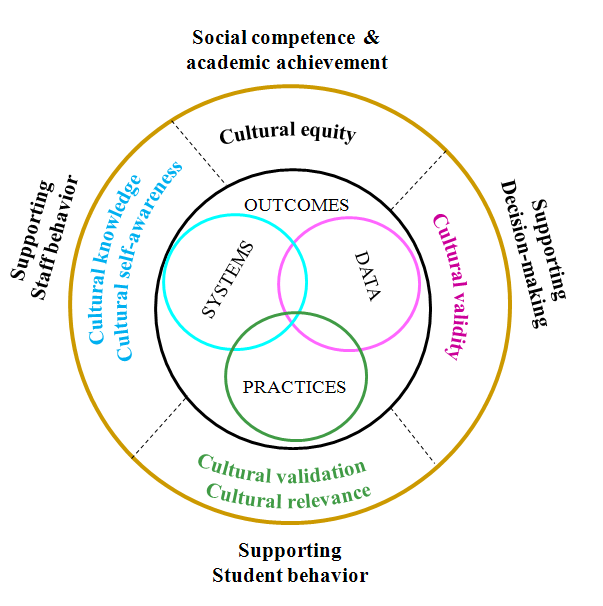 Social competence &
academic achievement
Cultural equity
OUTCOMES
Supporting
Staff behavior
Cultural knowledge
Cultural self-awareness
SYSTEMS
DATA
Cultural validity
Supporting
Decision-making
PRACTICES
Cultural validation
Cultural relevance
Supporting
Student behavior